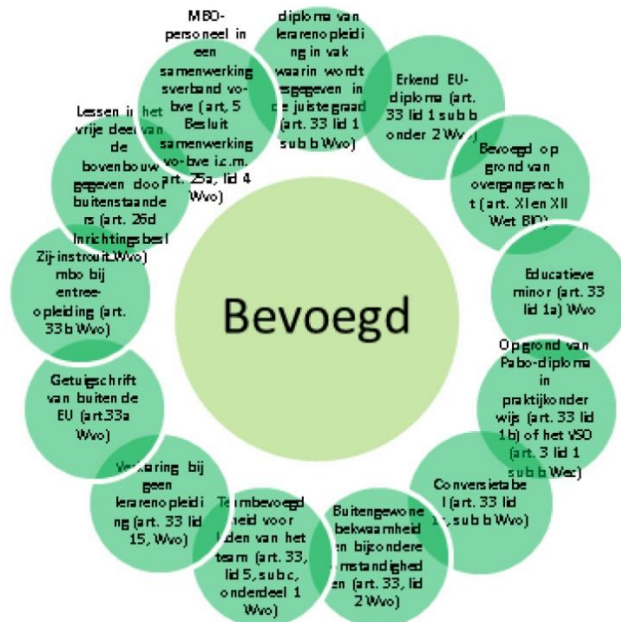 Bevoegd
diploma van
lerarenopleidi
ng in vak
waarin wordt
lesgegeven in
de juiste graad
(art. 33 lid 1
sub b Wvo)
Erkend EU-
diploma (art.
33 lid 1 sub b
onder 2 Wvo)
Bevoegd op
grond van
overgangsrech
t (art. XI en XII
Wet BIO)
Educatieve
minor (art. 33
lid 1a) Wvo
Op grond van
Pabo-diploma
in
praktijkonder
wijs (art. 33 lid
1b) of het VSO
(art. 3 lid 1
sub b Wec)
Conversietabe
l (art. 33 lid
sub b Wvo)
Buitengewone
bekwaamheid
en bijzondere
omstandighed
en (art. 33, lid
2 Wvo)
Teambevoegd
heid voor
leden van het
team (art. 33,
lid 5, sub c,
onderdeel 1
Wvo)
Verklaring bij
geen
lerarenopleidi
ng (art. 33 lid
15, Wvo)
Getuigschrift
van buiten de
EU (art.33a
Wvo)
Zij-instrouit
mbo bij
entree-
opleiding (art.
33b Wvo)
Lessen in het
vrije deel van
de
bovenbouw
gegeven door
buitenstaande
rs (art. 26d
Inrichtingsbesl
Wvo)
MBO-
personeel in
een
samenwerking
sverband vo-
bve (art, 5
Besluit
samenwerking
vo-bve i.c.m.
art. 25a, lid 4
Wvo)